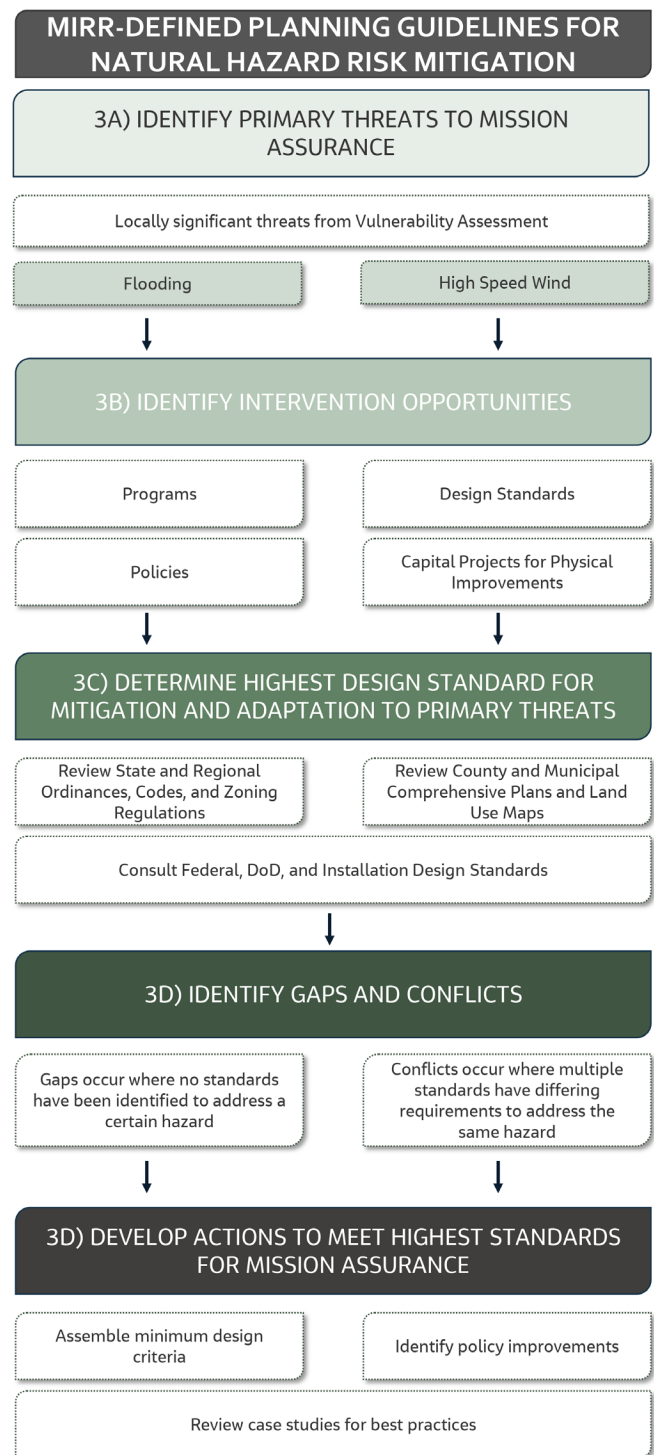 MIRR-DEFINED PLANNING GUIDELINES FOR
NATURAL HAZARD RISK MITIGATION
3A) IDENTIFY PRIMARY THREATS TO MISSION
ASSURANCE
Locally significant threats from Vulnerability Assessment
Flooding
High Speed Wind
3B) IDENTIFY INTERVENTION OPPORTUNITIES
Programs
Design Standards
Policies
Capital Projects for Physical
Improvements
3C) DETERMINE HIGHEST DESIGN STANDARD FOR
MITIGATION AND ADAPTATION TO PRIMARY THREATS
Review State and Regional
Ordinances, Codes, and Zoning
Regulations
Review County and Municipal
Comprehensive Plans and Land
Use Maps
Consult Federal, DoD, and Installation Design Standards
3D) IDENTIFY GAPS AND CONFLICTS
Gaps occur where no standards
have been identified to address a
certain hazard
Conflicts occur where multiple
standards have differing
requirements to address the
same hazard
3D) DEVELOP ACTIONS TO MEET HIGHEST STANDARDS
FOR MISSION ASSURANCE
Assemble minimum design
criteria
Identify policy improvements
Review case studies for best practices